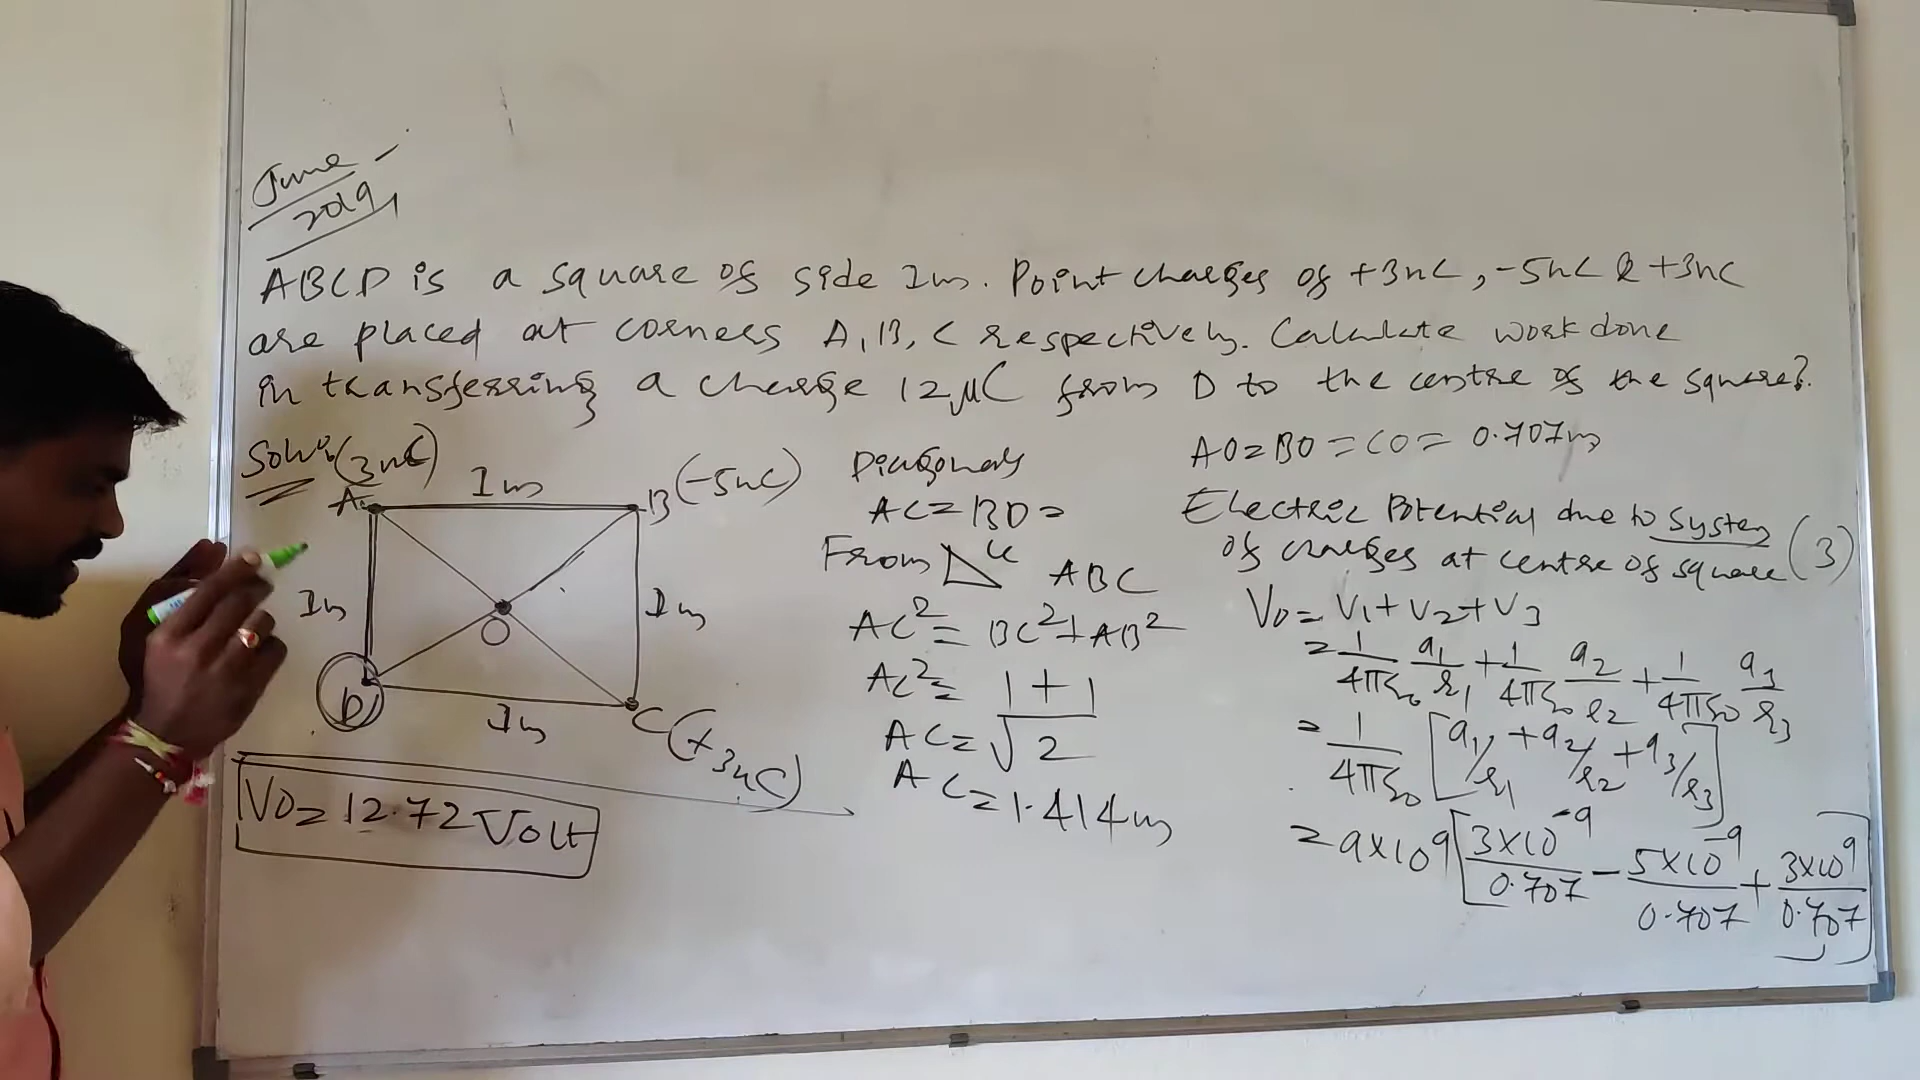 June
2019
ABCD is a square of side 1m. Point charges of +3nC, -5nC & +3nC
are placed at corners A, B, C respectively. Calculate work done
in transferring a charge 12μC from D to the centre of the square?
Soln
(3nC)
A
1m
B (-5nC)
1m
1m
O
D
1m
C (+3nC)
V0 = 12.72 Volt
Diagonals
AC = BD =
From ABC
AC² = BC² + AB²
AC² = 1 + 1
AC = √2
AC = 1.414m
AO = BO = CO = 0.707m
Electric Potential due to system
of charges at centre of square (3)
V0 = V1 + V2 + V3
= 1/4πε0 q1/r1 + 1/4πε0 q2/r2 + 1/4πε0 q3/r3
= 1/4πε0 [q1/r1 + q2/r2 + q3/r3]
= 9×10⁹ [3×10⁻⁹/0.707 - 5×10⁻⁹/0.707 + 3×10⁹/0.707]